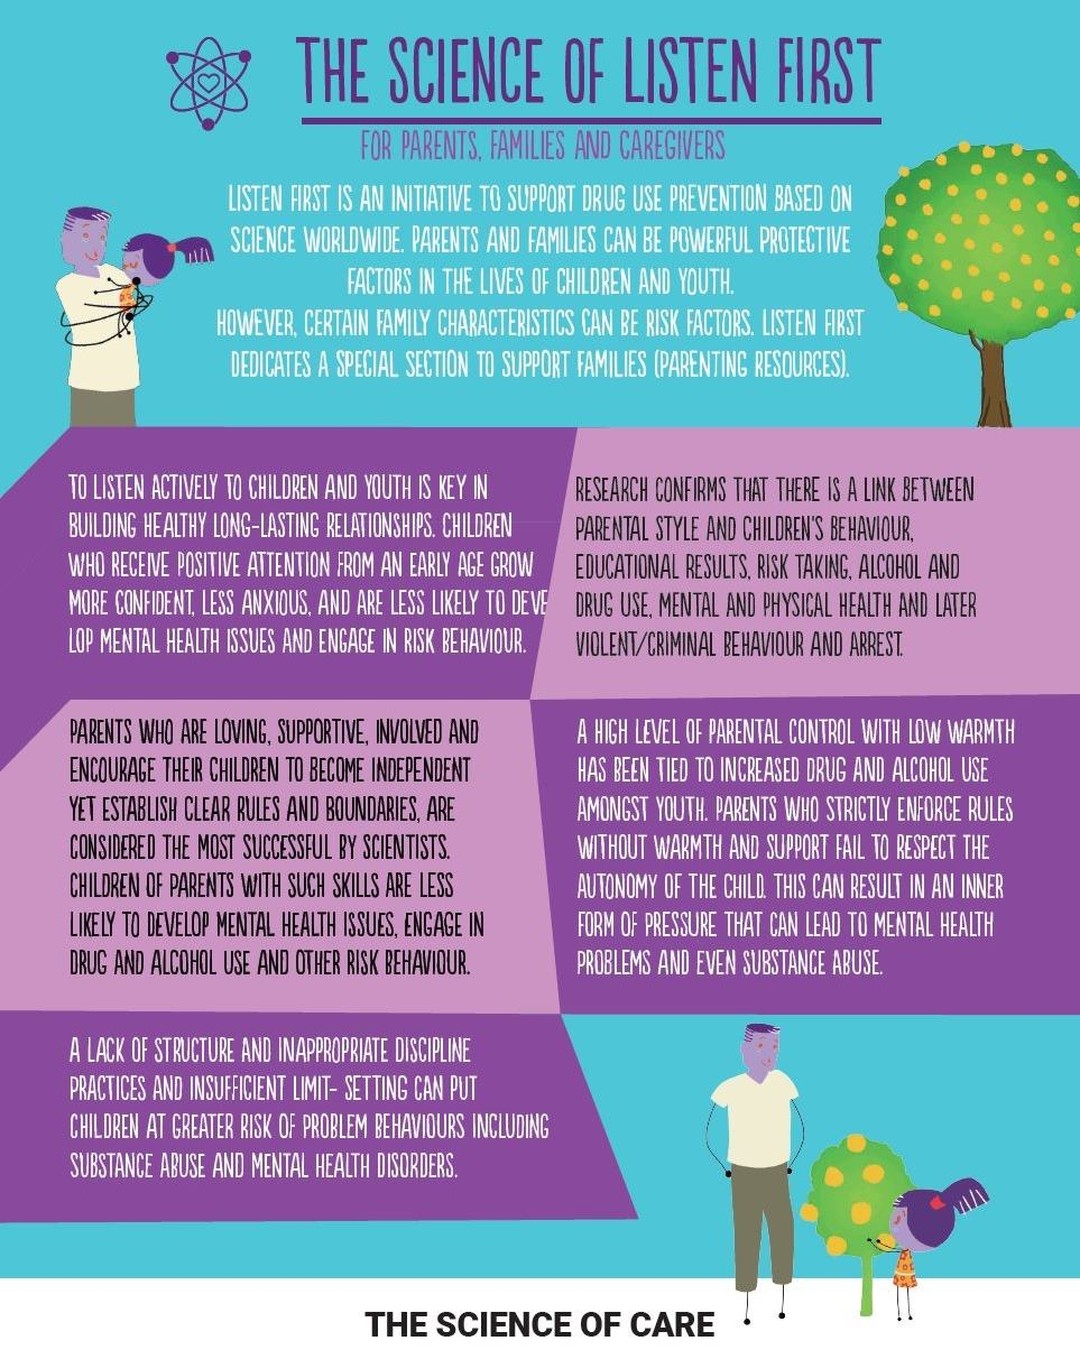 THE SCIENCE OF LISTEN FIRST
FOR PARENTS, FAMILIES AND CAREGIVERS
LISTEN FIRST IS AN INITIATIVE TO SUPPORT DRUG USE PREVENTION BASED ON
SCIENCE WORLDWIDE. PARENTS AND FAMILIES CAN BE POWERFUL PROTECTIVE
FACTORS IN THE LIVES OF CHILDREN AND YOUTH.
HOWEVER, CERTAIN FAMILY CHARACTERISTICS CAN BE RISK FACTORS. LISTEN FIRST
DEDICATES A SPECIAL SECTION TO SUPPORT FAMILIES (PARENTING RESOURCES).
TO LISTEN ACTIVELY TO CHILDREN AND YOUTH IS KEY IN
BUILDING HEALTHY LONG-LASTING RELATIONSHIPS. CHILDREN
WHO RECEIVE POSITIVE ATTENTION FROM AN EARLY AGE GROW
MORE CONFIDENT, LESS ANXIOUS, AND ARE LESS LIKELY TO DEVE
LOP MENTAL HEALTH ISSUES AND ENGAGE IN RISK BEHAVIOUR.
RESEARCH CONFIRMS THAT THERE IS A LINK BETWEEN
PARENTAL STYLE AND CHILDREN'S BEHAVIOUR,
EDUCATIONAL RESULTS, RISK TAKING, ALCOHOL AND
DRUG USE, MENTAL AND PHYSICAL HEALTH AND LATER
VIOLENT/CRIMINAL BEHAVIOUR AND ARREST.
PARENTS WHO ARE LOVING, SUPPORTIVE, INVOLVED AND
ENCOURAGE THEIR CHILDREN TO BECOME INDEPENDENT
YET ESTABLISH CLEAR RULES AND BOUNDARIES, ARE
CONSIDERED THE MOST SUCCESSFUL BY SCIENTISTS.
CHILDREN OF PARENTS WITH SUCH SKILLS ARE LESS
LIKELY TO DEVELOP MENTAL HEALTH ISSUES, ENGAGE IN
DRUG AND ALCOHOL USE AND OTHER RISK BEHAVIOUR.
A HIGH LEVEL OF PARENTAL CONTROL WITH LOW WARMTH
HAS BEEN TIED TO INCREASED DRUG AND ALCOHOL USE
AMONGST YOUTH. PARENTS WHO STRICTLY ENFORCE RULES
WITHOUT WARMTH AND SUPPORT FAIL TO RESPECT THE
AUTONOMY OF THE CHILD. THIS CAN RESULT IN AN INNER
FORM OF PRESSURE THAT CAN LEAD TO MENTAL HEALTH
PROBLEMS AND EVEN SUBSTANCE ABUSE.
A LACK OF STRUCTURE AND INAPPROPRIATE DISCIPLINE
PRACTICES AND INSUFFICIENT LIMIT- SETTING CAN PUT
CHILDREN AT GREATER RISK OF PROBLEM BEHAVIOURS INCLUDING
SUBSTANCE ABUSE AND MENTAL HEALTH DISORDERS.
THE SCIENCE OF CARE